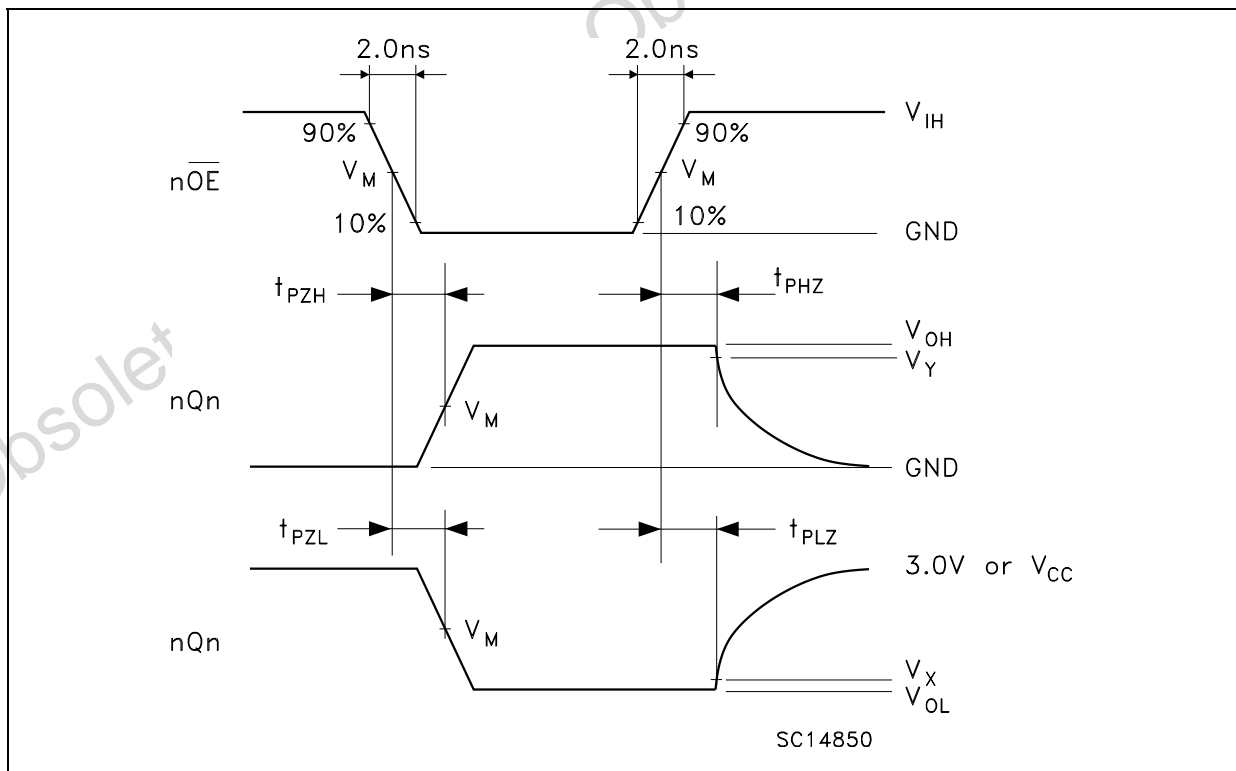 2.0ns 2.0ns
90% 90% V_IH
nO̅E̅ V_M V_M
10% 10% GND
t_PZH t_PHZ
V_OH
V_Y
nQn V_M
GND
t_PZL t_PLZ
3.0V or V_CC
nQn V_M
V_X
V_OL
SC14850